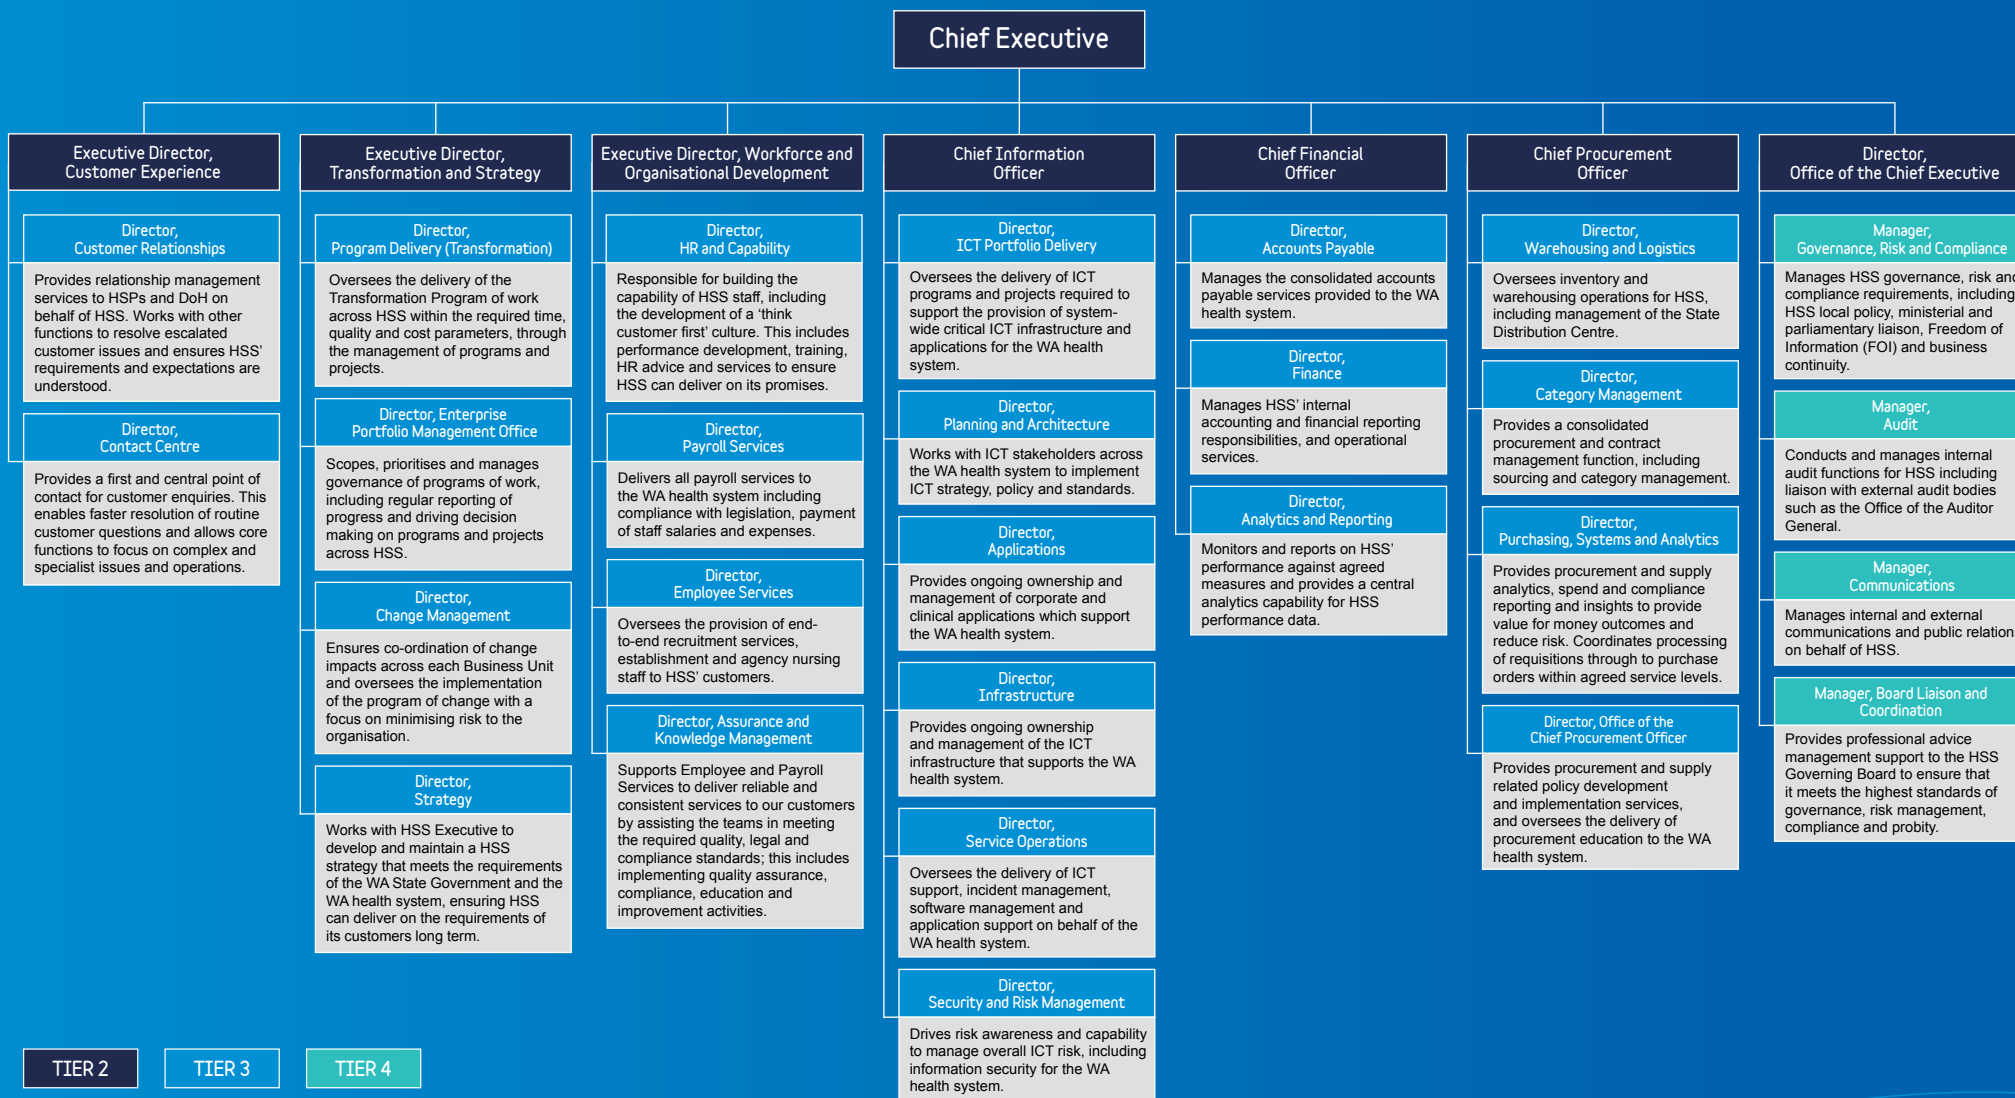 Chief Executive
Executive Director,
Customer Experience
Director,
Customer Relationships
Provides relationship management
services to HSPs and DoH on
behalf of HSS. Works with other
functions to resolve escalated
customer issues and ensures HSS'
requirements and expectations are
understood.
Director,
Contact Centre
Provides a first and central point of
contact for customer enquiries. This
enables faster resolution of routine
customer questions and allows core
functions to focus on complex and
specialist issues and operations.
Executive Director,
Transformation and Strategy
Director,
Program Delivery (Transformation)
Oversees the delivery of the
Transformation Program of work
across HSS within the required time,
quality and cost parameters, through
the management of programs and
projects.
Director, Enterprise
Portfolio Management Office
Scopes, prioritises and manages
governance of programs of work,
including regular reporting of
progress and driving decision
making on programs and projects
across HSS.
Director,
Change Management
Ensures co-ordination of change
impacts across each Business Unit
and oversees the implementation
of the program of change with a
focus on minimising risk to the
organisation.
Director,
Strategy
Works with HSS Executive to
develop and maintain a HSS
strategy that meets the requirements
of the WA State Government and the
WA health system, ensuring HSS
can deliver on the requirements of
its customers long term.
Executive Director, Workforce and
Organisational Development
Director,
HR and Capability
Responsible for building the
capability of HSS staff, including
the development of a 'think
customer first' culture. This includes
performance development, training,
HR advice and services to ensure
HSS can deliver on its promises.
Director,
Payroll Services
Delivers all payroll services to
the WA health system including
compliance with legislation, payment
of staff salaries and expenses.
Director,
Employee Services
Oversees the provision of end-
to-end recruitment services,
establishment and agency nursing
staff to HSS' customers.
Director, Assurance and
Knowledge Management
Supports Employee and Payroll
Services to deliver reliable and
consistent services to our customers
by assisting the teams in meeting
the required quality, legal and
compliance standards; this includes
implementing quality assurance,
compliance, education and
improvement activities.
Chief Information
Officer
Director,
ICT Portfolio Delivery
Oversees the delivery of ICT
programs and projects required to
support the provision of system-
wide critical ICT infrastructure and
applications for the WA health
system.
Director,
Planning and Architecture
Works with ICT stakeholders across
the WA health system to implement
ICT strategy, policy and standards.
Director,
Applications
Provides ongoing ownership and
management of corporate and
clinical applications which support
the WA health system.
Director,
Infrastructure
Provides ongoing ownership
and management of the ICT
infrastructure that supports the WA
health system.
Director,
Service Operations
Oversees the delivery of ICT
support, incident management,
software management and
application support on behalf of the
WA health system.
Director,
Security and Risk Management
Drives risk awareness and capability
to manage overall ICT risk, including
information security for the WA
health system.
Chief Financial
Officer
Director,
Accounts Payable
Manages the consolidated accounts
payable services provided to the WA
health system.
Director,
Finance
Manages HSS' internal
accounting and financial reporting
responsibilities, and operational
services.
Director,
Analytics and Reporting
Monitors and reports on HSS'
performance against agreed
measures and provides a central
analytics capability for HSS
performance data.
Chief Procurement
Officer
Director,
Warehousing and Logistics
Oversees inventory and
warehousing operations for HSS,
including management of the State
Distribution Centre.
Director,
Category Management
Provides a consolidated
procurement and contract
management function, including
sourcing and category management.
Director,
Purchasing, Systems and Analytics
Provides procurement and supply
analytics, spend and compliance
reporting and insights to provide
value for money outcomes and
reduce risk. Coordinates processing
of requisitions through to purchase
orders within agreed service levels.
Director, Office of the
Chief Procurement Officer
Provides procurement and supply
related policy development
and implementation services,
and oversees the delivery of
procurement education to the WA
health system.
Director,
Office of the Chief Executive
Manager,
Governance, Risk and Compliance
Manages HSS governance, risk and
compliance requirements, including
HSS local policy, ministerial and
parliamentary liaison, Freedom of
Information (FOI) and business
continuity.
Manager,
Audit
Conducts and manages internal
audit functions for HSS including
liaison with external audit bodies
such as the Office of the Auditor
General.
Manager,
Communications
Manages internal and external
communications and public relation
on behalf of HSS.
Manager, Board Liaison and
Coordination
Provides professional advice
management support to the HSS
Governing Board to ensure that
it meets the highest standards of
governance, risk management,
compliance and probity.
TIER 2
TIER 3
TIER 4